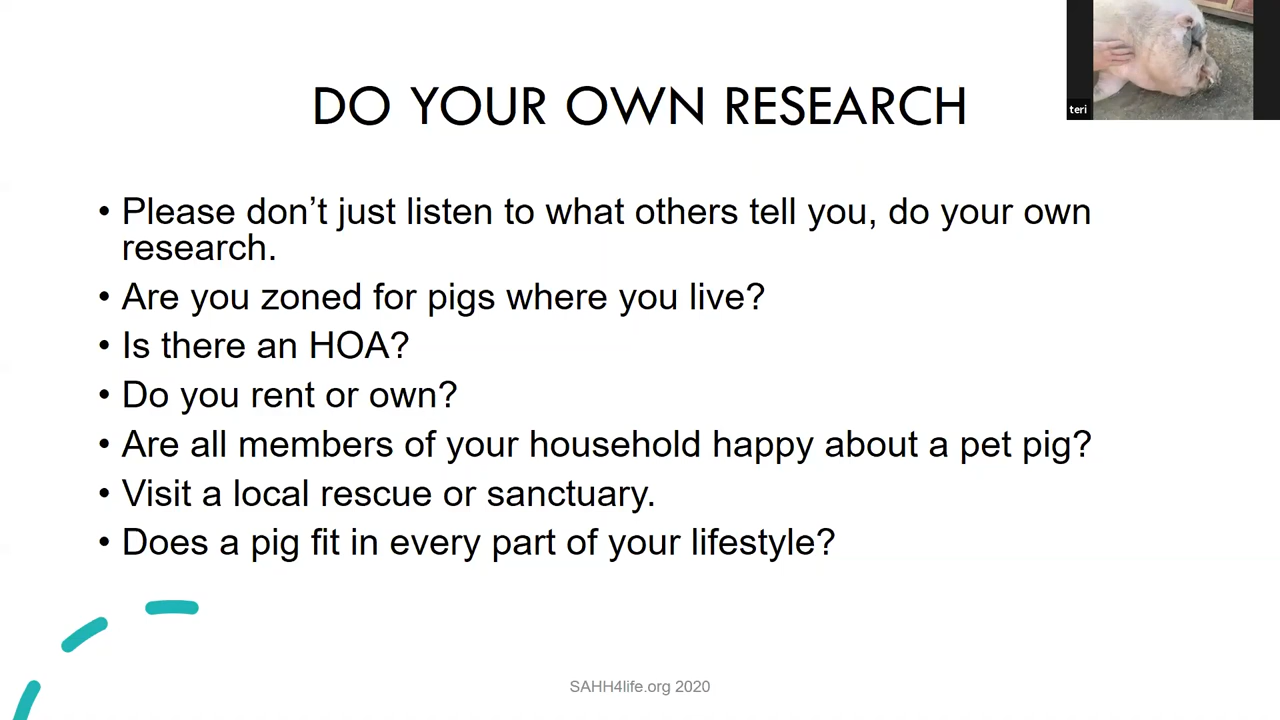 teri
DO YOUR OWN RESEARCH
• Please don’t just listen to what others tell you, do your own
research.
• Are you zoned for pigs where you live?
• Is there an HOA?
• Do you rent or own?
• Are all members of your household happy about a pet pig?
• Visit a local rescue or sanctuary.
• Does a pig fit in every part of your lifestyle?
SAHH4life.org 2020